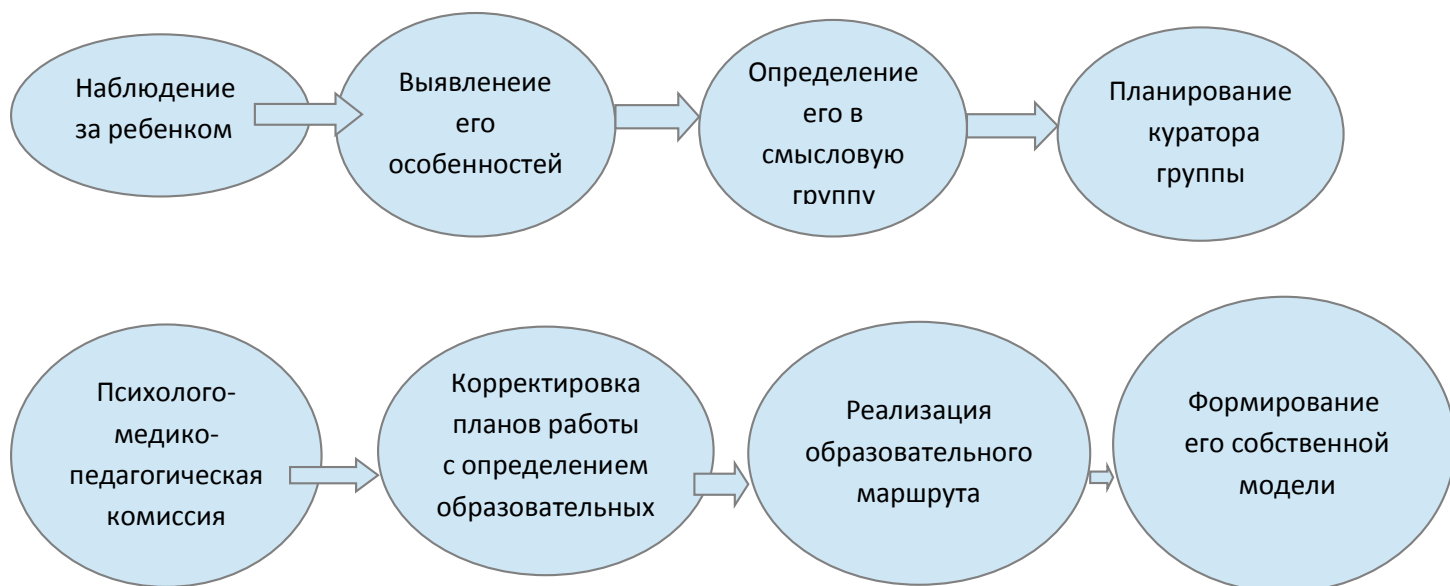 Наблюдение
за ребенком
Выявленеие
его
особенностей
Определение
его в
смысловую
группу
Планирование
куратора
группы
Психолого-
медико-
педагогическая
комиссия
Корректировка
планов работы
с определением
образовательных
Реализация
образовательного
маршрута
Формирование
его собственной
модели